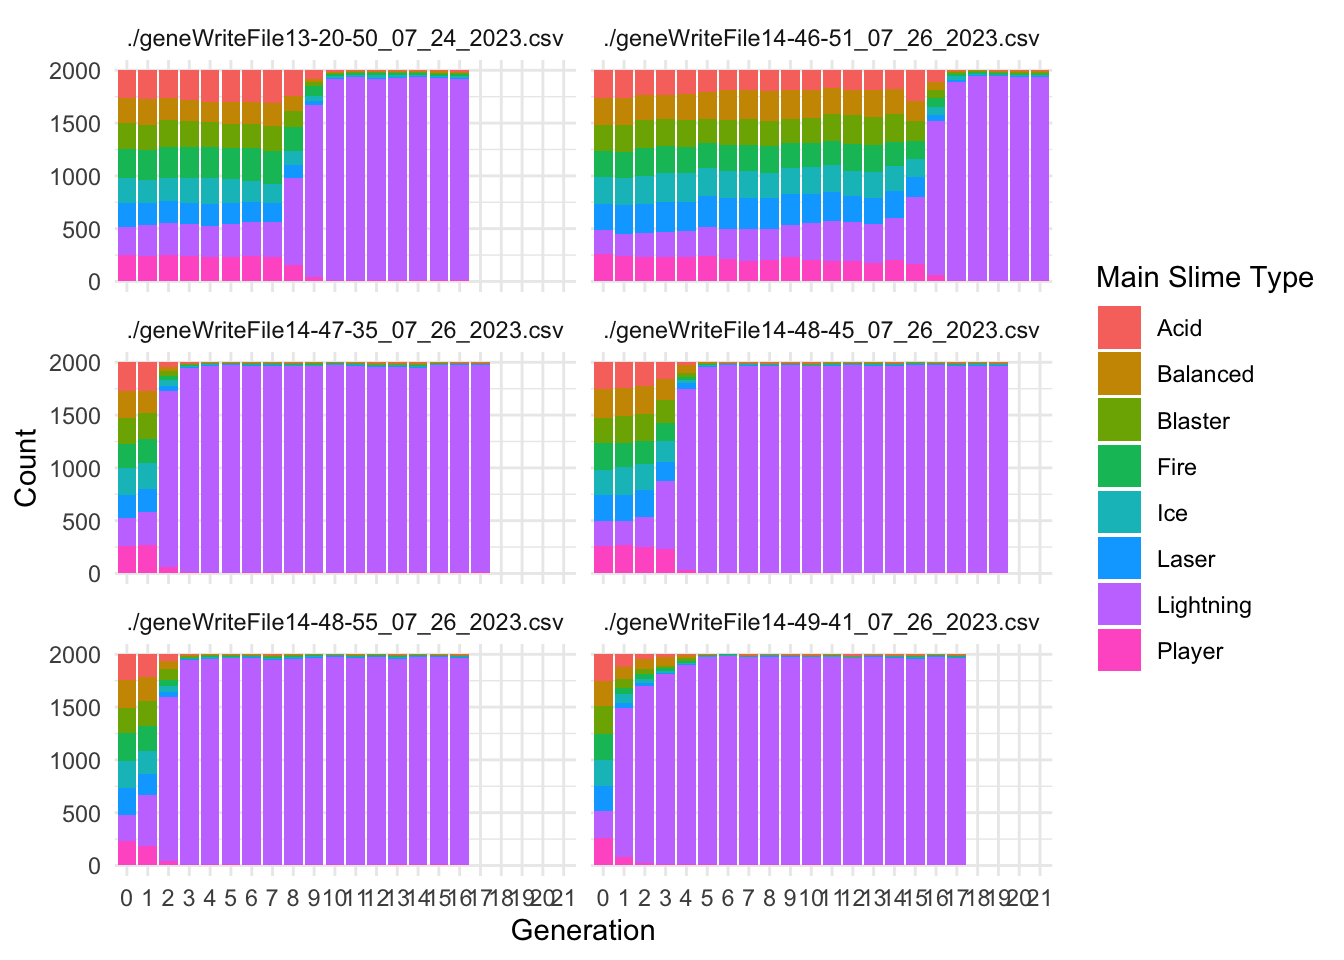 ./geneWriteFile13-20-50_07_24_2023.csv ./geneWriteFile14-46-51_07_26_2023.csv
2000
1500
1000
500
0
./geneWriteFile14-47-35_07_26_2023.csv ./geneWriteFile14-48-45_07_26_2023.csv
2000
1500
1000
500
0
./geneWriteFile14-48-55_07_26_2023.csv ./geneWriteFile14-49-41_07_26_2023.csv
2000
1500
1000
500
0
Count
0 1 2 3 4 5 6 7 8 9 10 11 12 13 14 15 16 17 18 19 20 21 0 1 2 3 4 5 6 7 8 9 10 11 12 13 14 15 16 17 18 19 20 21
Generation
Main Slime Type
Acid
Balanced
Blaster
Fire
Ice
Laser
Lightning
Player